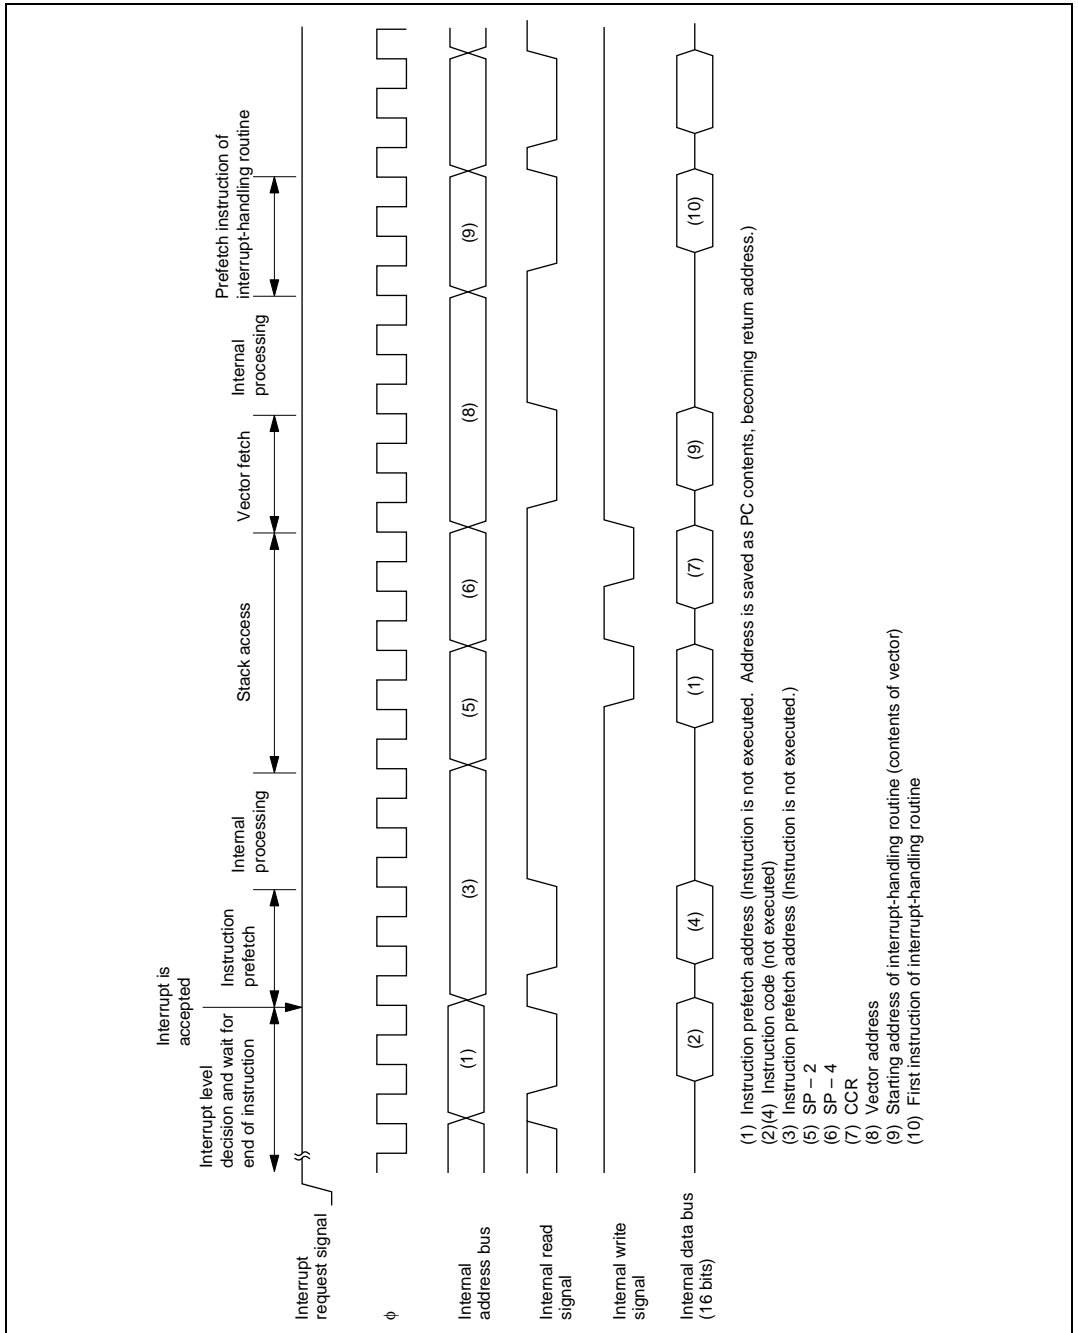 Interrupt is
accepted
Interrupt level
decision and wait for
end of instruction
Instruction
prefetch
Internal
processing
Stack access
Vector fetch
Internal
processing
Prefetch instruction of
interrupt-handling routine
Interrupt
request signal
φ
Internal
address bus
(1)
(3)
(5)
(6)
(8)
(9)
Internal read
signal
Internal write
signal
Internal data bus
(16 bits)
(2)
(4)
(1)
(7)
(9)
(10)
(1) Instruction prefetch address (Instruction is not executed. Address is saved as PC contents, becoming return address.)
(2)(4) Instruction code (not executed)
(3) Instruction prefetch address (Instruction is not executed.)
(5) SP – 2
(6) SP – 4
(7) CCR
(8) Vector address
(9) Starting address of interrupt-handling routine (contents of vector)
(10) First instruction of interrupt-handling routine